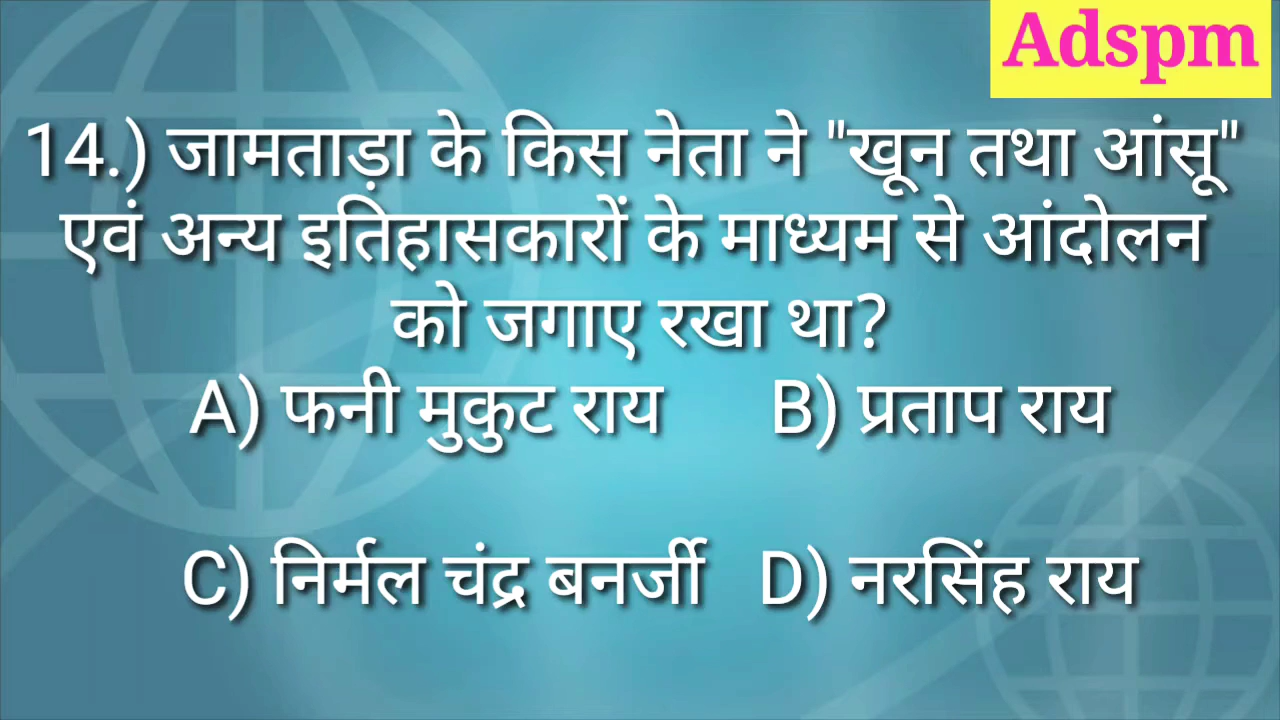 Adspm
14.) जामताड़ा के किस नेता ने "खून तथा आंसू"
एवं अन्य इतिहासकारों के माध्यम से आंदोलन
को जगाए रखा था?
A) फनी मुकुट राय B) प्रताप राय
C) निर्मल चंद्र बनर्जी D) नरसिंह राय